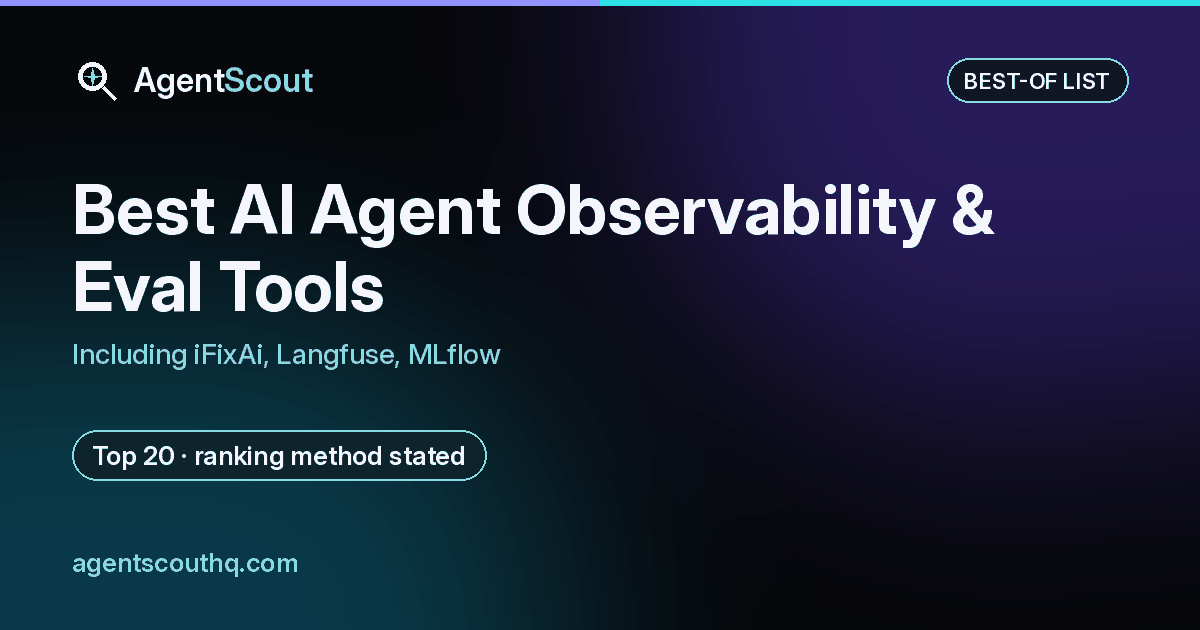 AgentScout
BEST-OF LIST
Best AI Agent Observability &
Eval Tools
Including iFixAi, Langfuse, MLflow
Top 20 · ranking method stated
agentscouthq.com